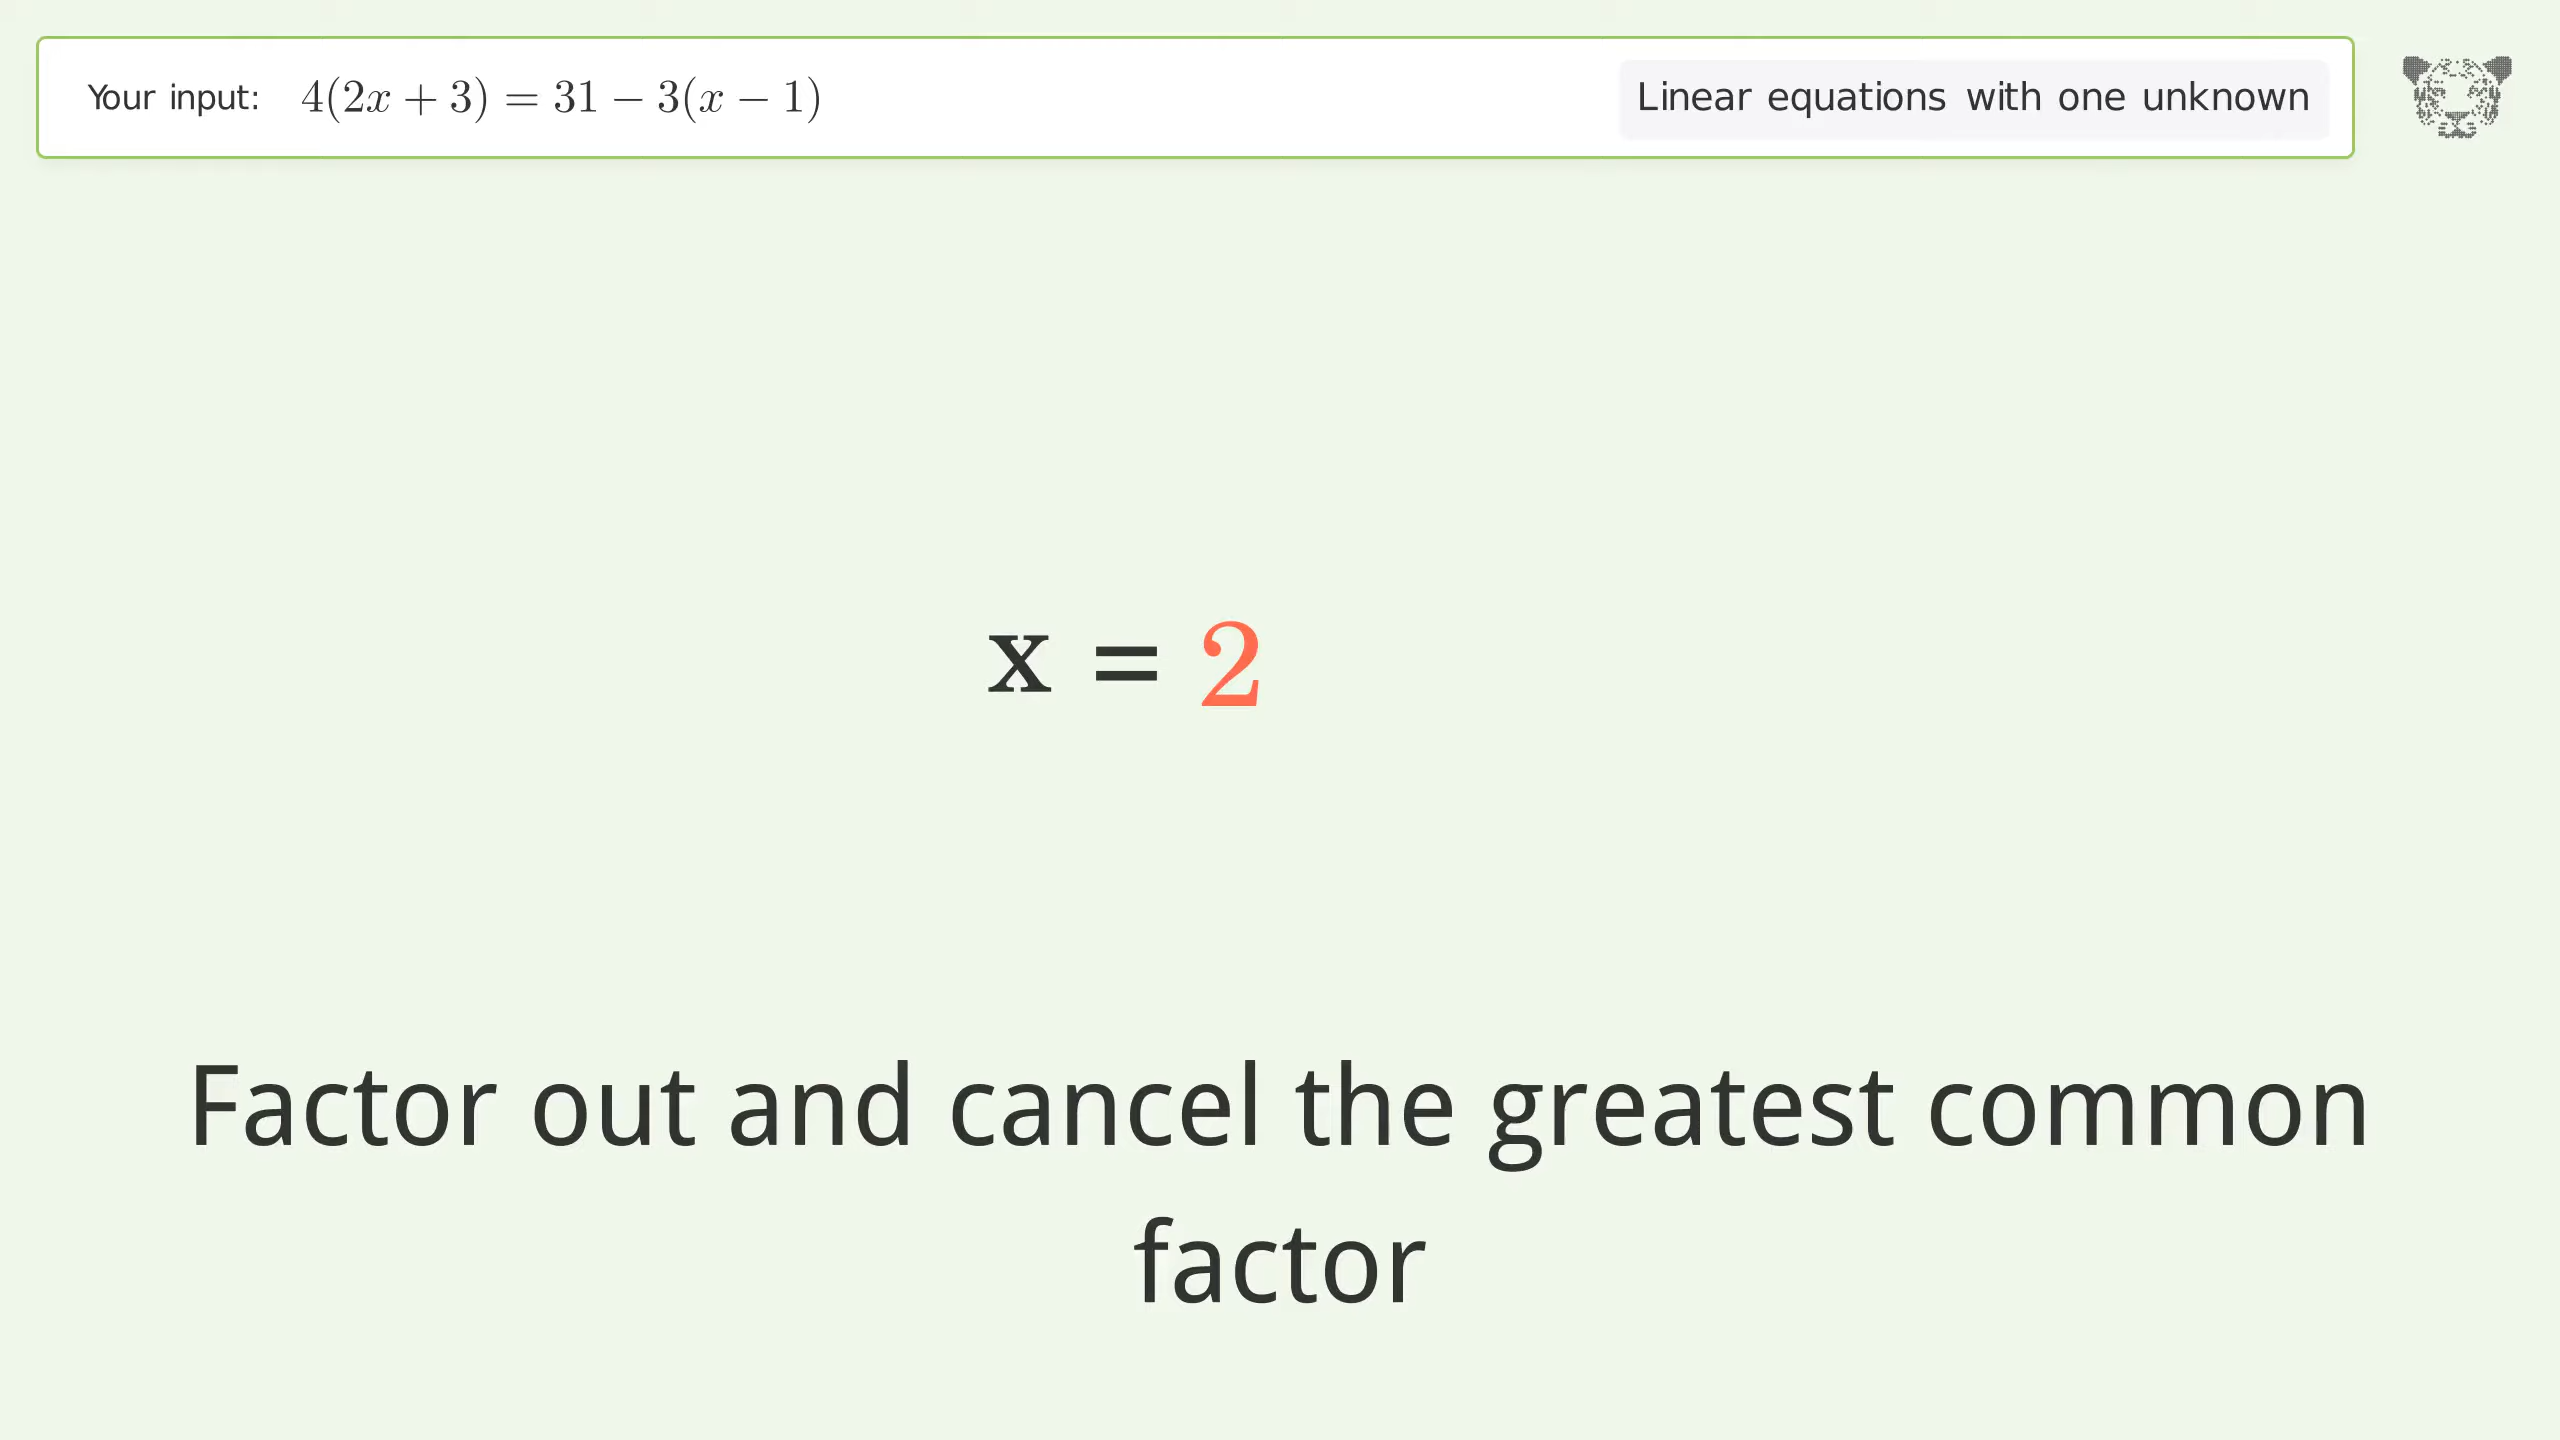 Your input: 4(2x + 3) = 31 − 3(x − 1) Linear equations with one unknown
x = 2
Factor out and cancel the greatest common
factor